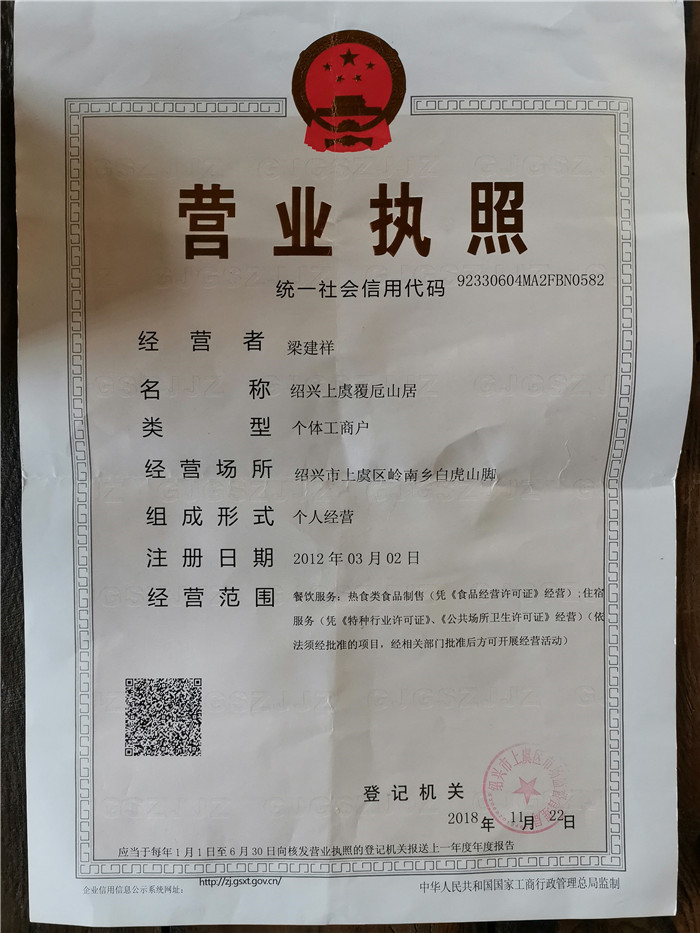 营业执照
统一社会信用代码 92330604MA2FBN0582
经营者 梁建祥
名称 绍兴上虞覆卮山居
类型 个体工商户
经营场所 绍兴市上虞区岭南乡白虎山脚
组成形式 个人经营
注册日期 2012年03月02日
经营范围 餐饮服务：热食类食品制售（凭《食品经营许可证》经营）;住宿
服务（凭《特种行业许可证》、《公共场所卫生许可证》经营）（依
法须经批准的项目，经相关部门批准后方可开展经营活动）
登记机关
绍兴市上虞区市
2018年11月22日
应当于每年1月1日至6月30日向核发营业执照的登记机关报送上一年度年度报告
企业信用信息公示系统网址： http://zj.gsxt.gov.cn/
中华人民共和国国家工商行政管理总局监制